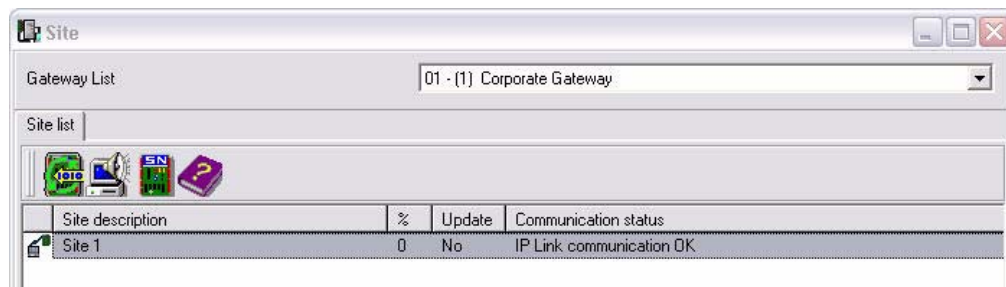 Site
Gateway List 01 - (1) Corporate Gateway
Site list
1010 SN ?
Site description % Update Communication status
Site 1 0 No IP Link communication OK